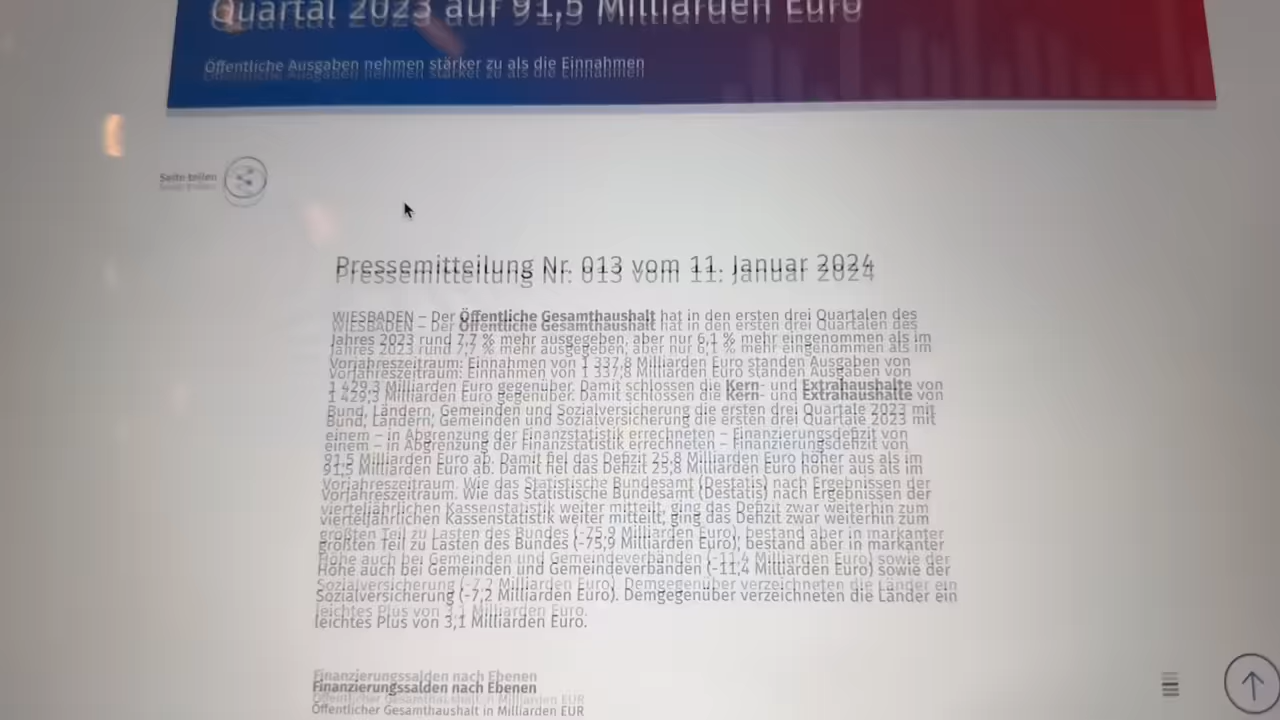 Quartal 2023 auf 91,5 Milliarden Euro
Öffentliche Ausgaben nehmen stärker zu als die Einnahmen
Seite teilen
Pressemitteilung Nr. 013 vom 11. Januar 2024
WIESBADEN – Der Öffentliche Gesamthaushalt hat in den ersten drei Quartalen des
Jahres 2023 rund 7,7 % mehr ausgegeben, aber nur 6,1 % mehr eingenommen als im
Vorjahreszeitraum: Einnahmen von 1 337,8 Milliarden Euro standen Ausgaben von
1 429,3 Milliarden Euro gegenüber. Damit schlossen die Kern- und Extrahaushalte von
Bund, Ländern, Gemeinden und Sozialversicherung die ersten drei Quartale 2023 mit
einem – in Abgrenzung der Finanzstatistik errechneten – Finanzierungsdefizit von
91,5 Milliarden Euro ab. Damit fiel das Defizit 25,8 Milliarden Euro höher aus als im
Vorjahreszeitraum. Wie das Statistische Bundesamt (Destatis) nach Ergebnissen der
vierteljährlichen Kassenstatistik weiter mitteilt, ging das Defizit zwar weiterhin zum
größten Teil zu Lasten des Bundes (-75,9 Milliarden Euro), bestand aber in markanter
Höhe auch bei Gemeinden und Gemeindeverbänden (-11,4 Milliarden Euro) sowie der
Sozialversicherung (-7,2 Milliarden Euro). Demgegenüber verzeichneten die Länder ein
leichtes Plus von 3,1 Milliarden Euro.
Finanzierungssalden nach Ebenen
Öffentlicher Gesamthaushalt in Milliarden EUR